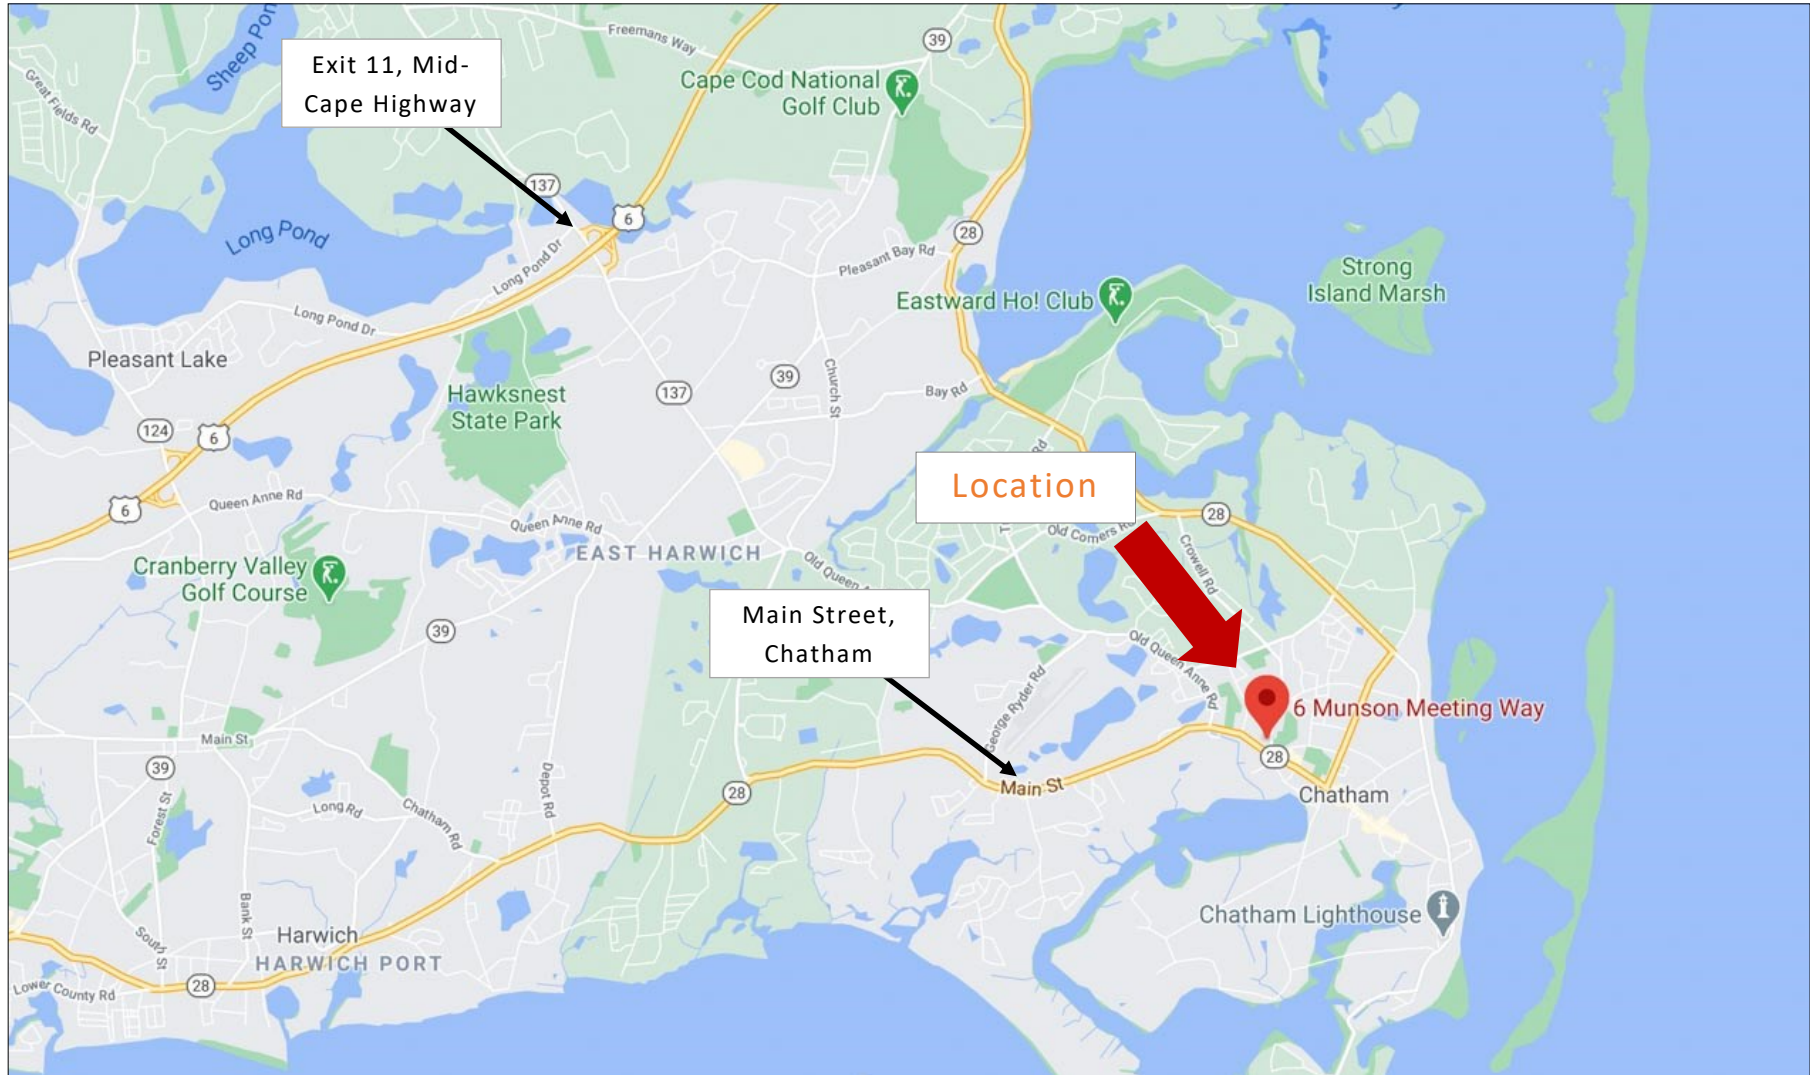 Sheep Pon
Freemans Way
39
Exit 11, Mid-
Cape Highway
Great Fields Rd
Cape Cod National
Golf Club
137
6
Long Pond
28
Long Pond Dr
Pleasant Bay Rd
Strong
Island Marsh
Eastward Ho! Club
Long Pond Dr
Pleasant Lake
39
Church St
Hawksnest
State Park
137
Bay Rd
124
6
Rd
Location
6
Queen Anne Rd
28
Queen Anne Rd
Old Comers Rd
EAST HARWICH
Crowell Rd
Cranberry Valley
Golf Course
Old Queen A
Main Street,
Chatham
39
Old Queen Anne Rd
George Ryder Rd
6 Munson Meeting Way
Main St
28
39
Depot Rd
Main St
28
Chatham
Forest St
Long Rd
Chatham Rd
Bank St
Chatham Lighthouse
South St
Harwich
HARWICH PORT
28
Lower County Rd